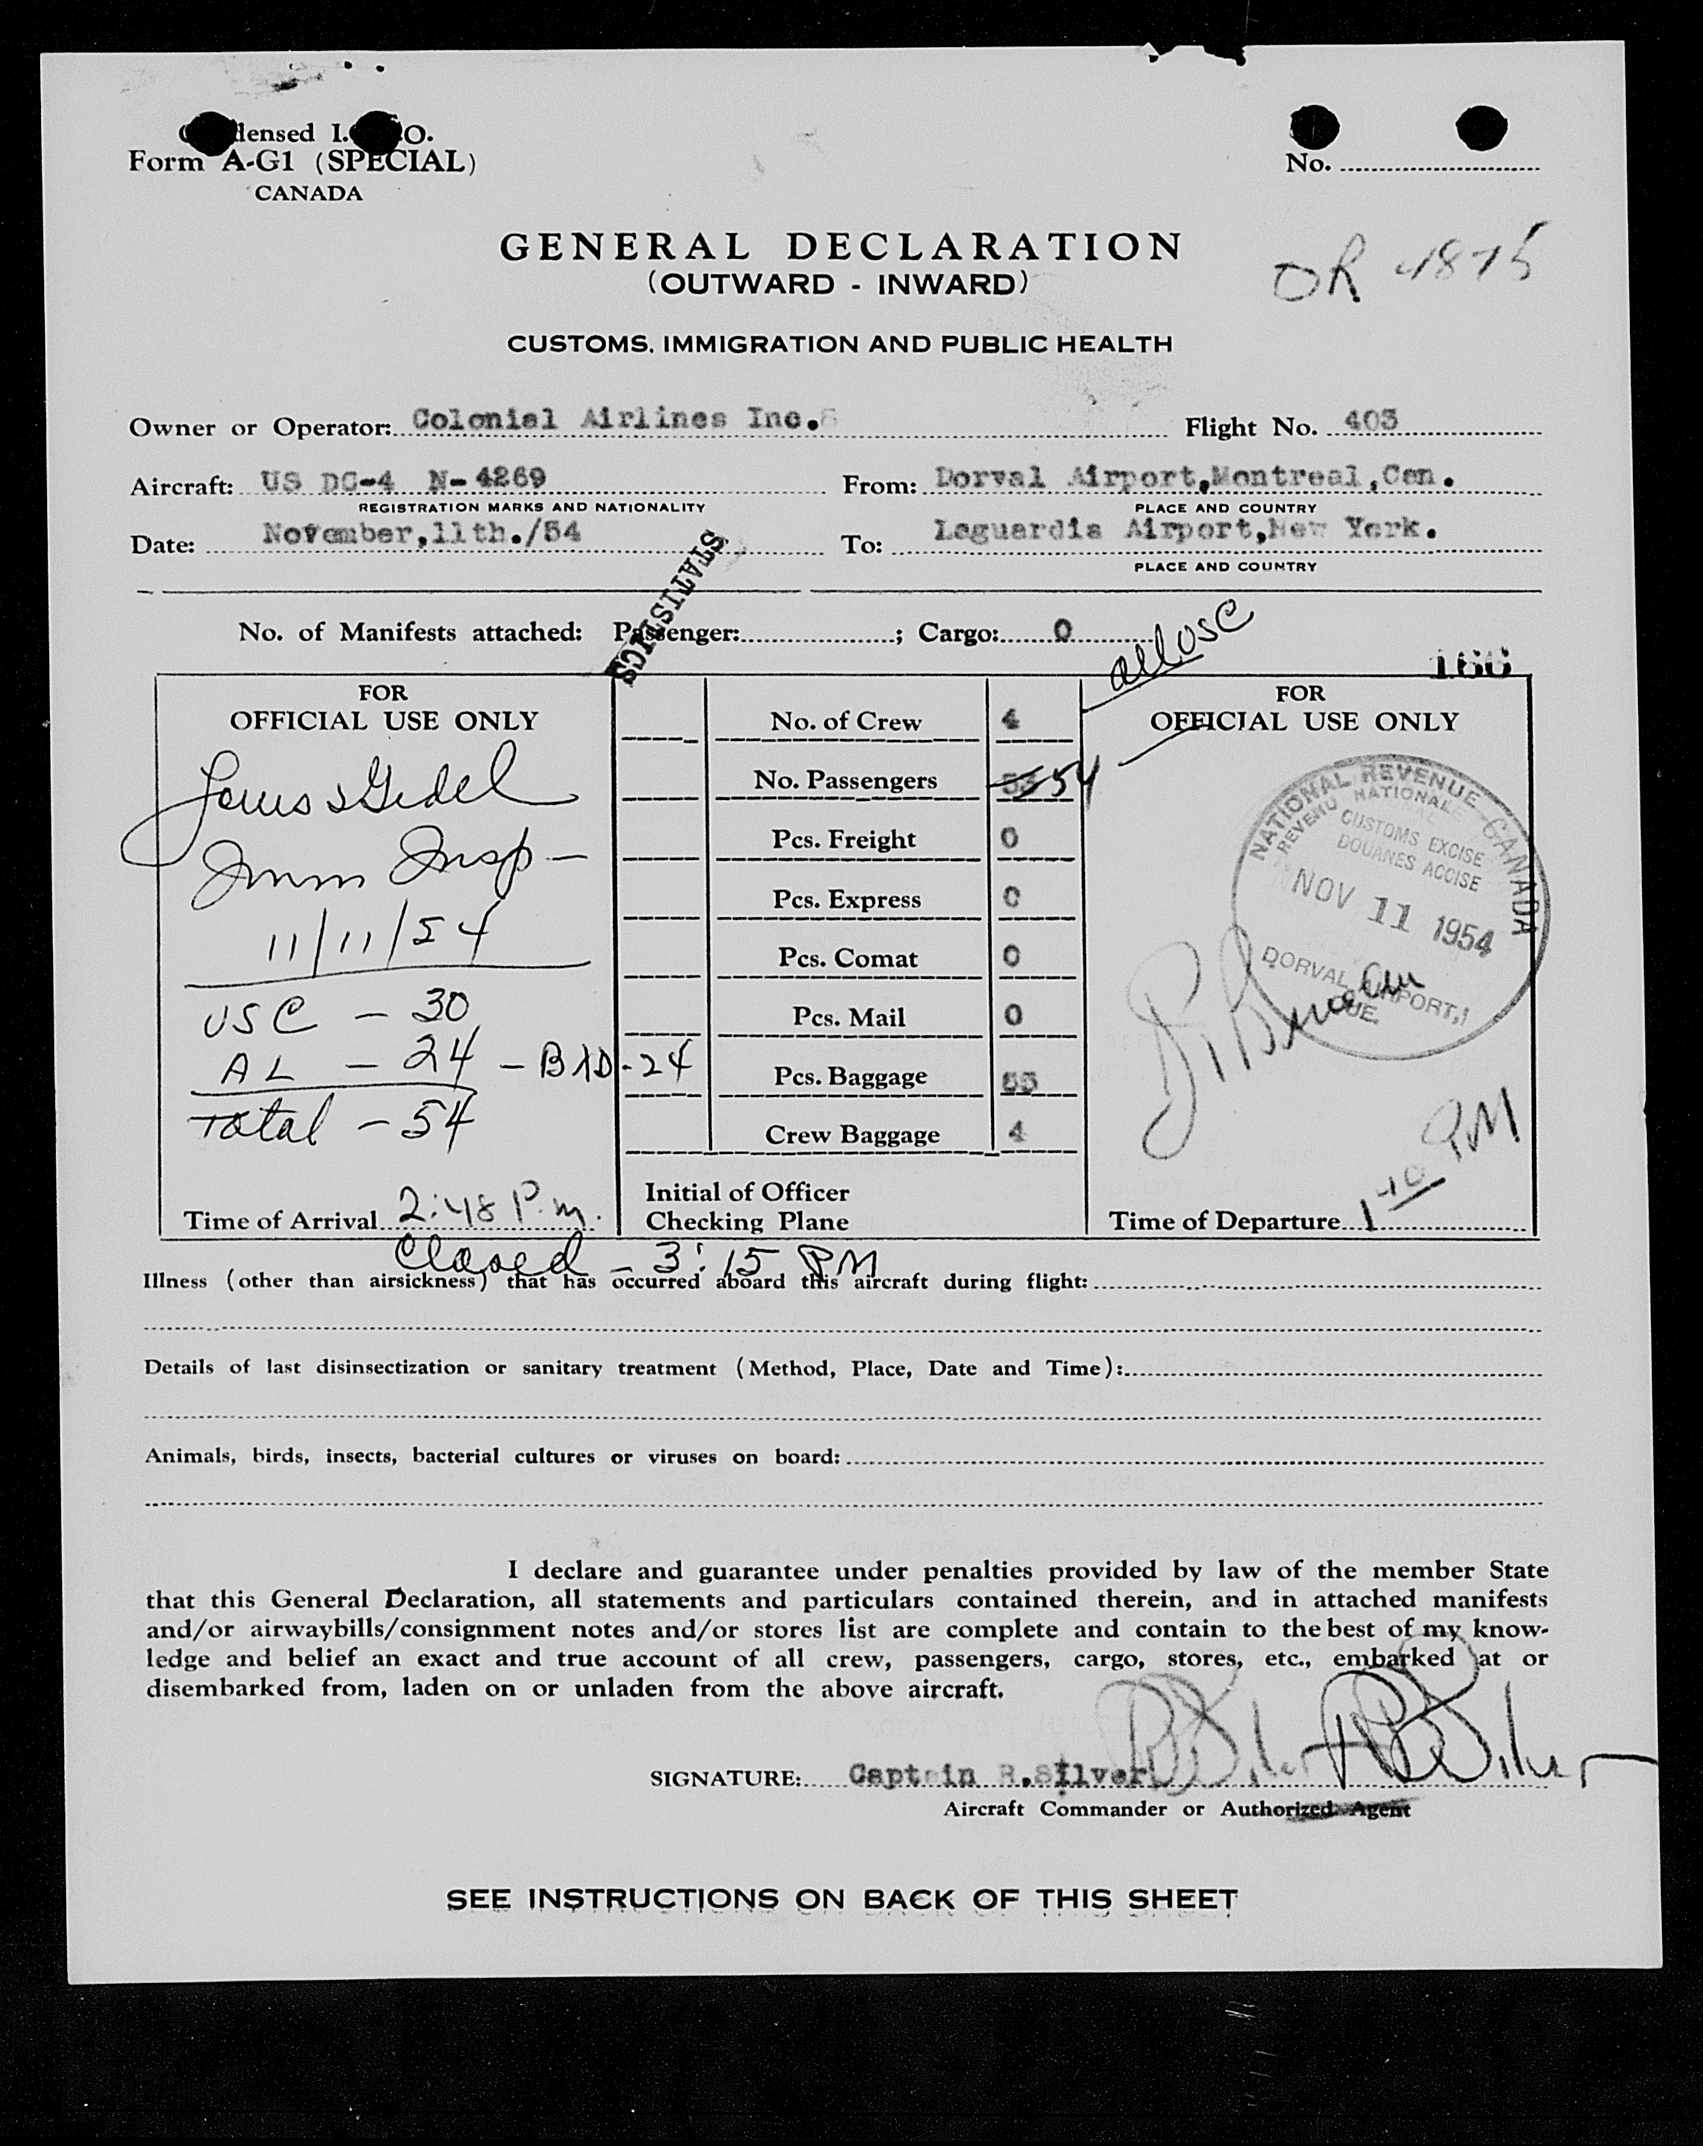 Condensed I.C.A.O.
Form A-G1 (SPECIAL)
CANADA
No.
GENERAL DECLARATION
(OUTWARD - INWARD)
OR 4875
CUSTOMS, IMMIGRATION AND PUBLIC HEALTH
Owner or Operator: Colonial Airlines Inc. Flight No. 403
Aircraft: US DC-4 N-4269 From: Dorval Airport, Montreal, Can.
REGISTRATION MARKS AND NATIONALITY PLACE AND COUNTRY
Date: November, 11th./54 To: Laguardia Airport, New York.
PLACE AND COUNTRY
STATISTICS
No. of Manifests attached: Passenger: ; Cargo: 0
all USC
166
FOR
OFFICIAL USE ONLY
Imm Insp -
11/11/54
USC - 30
AL - 24 - BAD - 24
Total - 54
Time of Arrival 2:48 P.m.
Closed - 3:15 PM
No. of Crew 4
No. Passengers 53 54
Pcs. Freight 0
Pcs. Express 0
Pcs. Comat 0
Pcs. Mail 0
Pcs. Baggage 55
Crew Baggage 4
Initial of Officer
Checking Plane
FOR
OFFICIAL USE ONLY
NATIONAL REVENUE CANADA
REVENU NATIONAL
CUSTOMS EXCISE
DOUANES ACCISE
NOV 11 1954
DORVAL AIRPORT,
QUE.
Time of Departure 1 40 PM
Illness (other than airsickness) that has occurred aboard this aircraft during flight:
Details of last disinsectization or sanitary treatment (Method, Place, Date and Time):
Animals, birds, insects, bacterial cultures or viruses on board:
I declare and guarantee under penalties provided by law of the member State
that this General Declaration, all statements and particulars contained therein, and in attached manifests
and/or airwaybills/consignment notes and/or stores list are complete and contain to the best of my know-
ledge and belief an exact and true account of all crew, passengers, cargo, stores, etc., embarked at or
disembarked from, laden on or unladen from the above aircraft.
SIGNATURE: Captain R.Silver R B Silver
Aircraft Commander or Authorized Agent
SEE INSTRUCTIONS ON BACK OF THIS SHEET